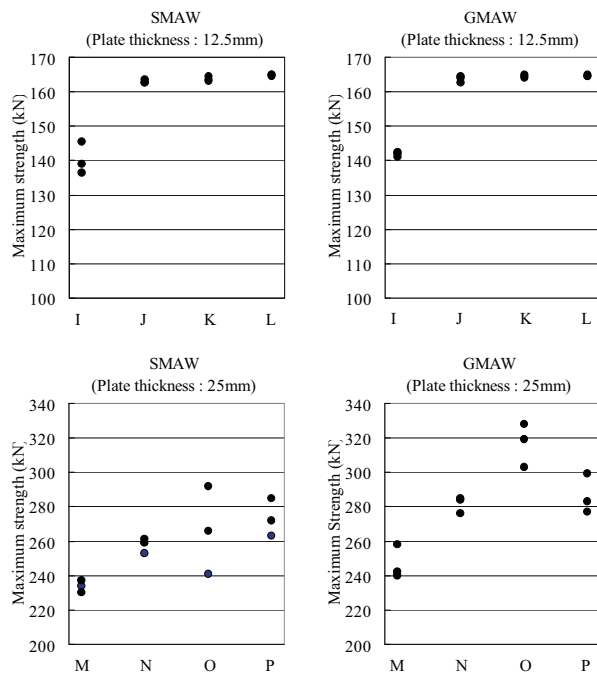 SMAW
(Plate thickness : 12.5mm)
Maximum strength (kN)
170
160
150
140
130
120
110
100
I J K L
GMAW
(Plate thickness : 12.5mm)
Maximum strength (kN)
170
160
150
140
130
120
110
100
I J K L
SMAW
(Plate thickness : 25mm)
Maximum strength (kN)
340
320
300
280
260
240
220
200
M N O P
GMAW
(Plate thickness : 25mm)
Maximum Strength (kN)
340
320
300
280
260
240
220
200
M N O P